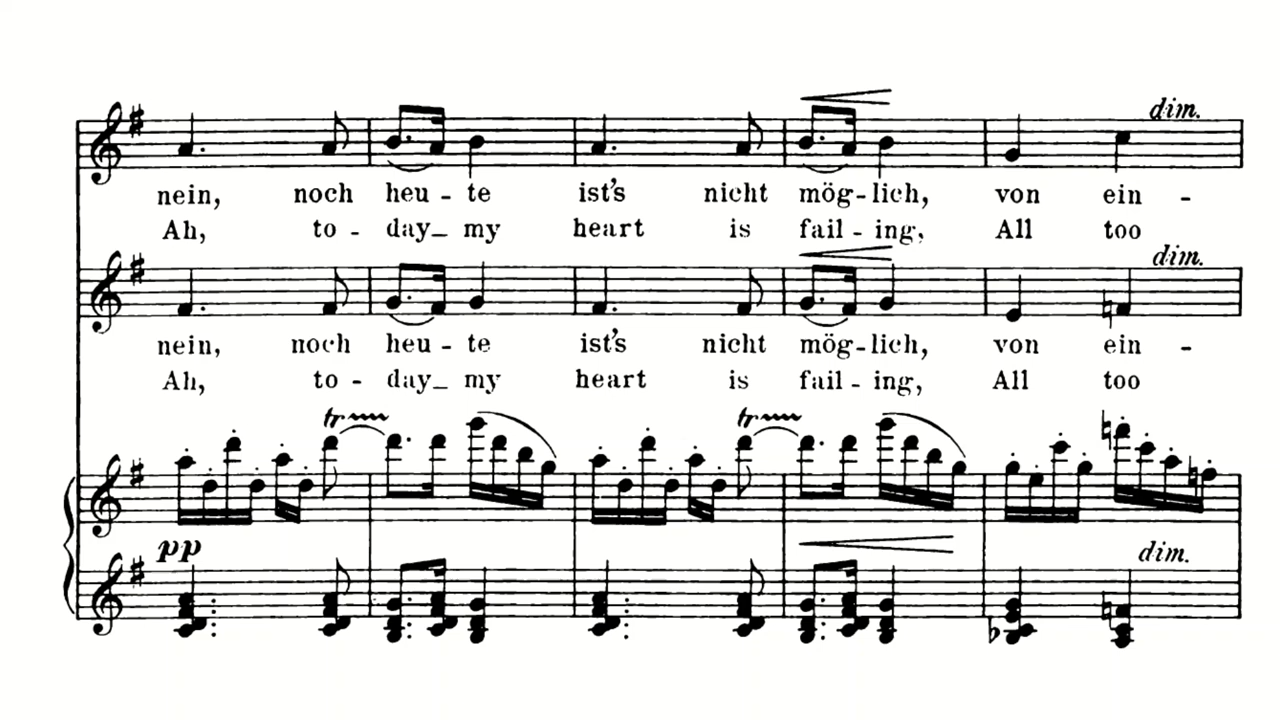 dim.
nein, noch heu - te ist's nicht mög - lich, von ein -
Ah, to - day_ my heart is fail - ing, All too
dim.
nein, noch heu - te ist's nicht mög - lich, von ein -
Ah, to - day_ my heart is fail - ing, All too
tr tr
pp
dim.